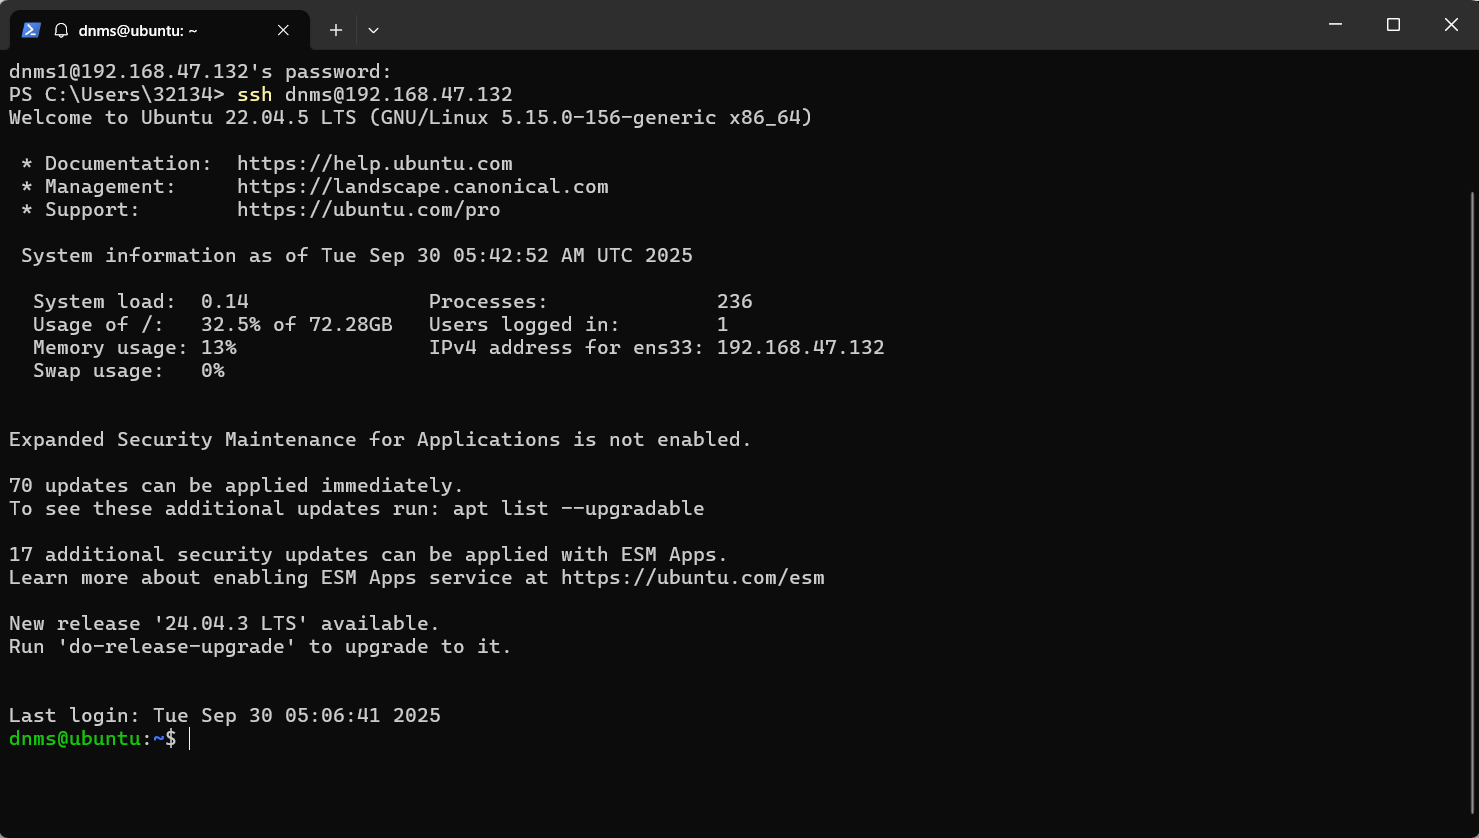 dnms@ubuntu: ~
dnms1@192.168.47.132's password:
PS C:\Users\32134> ssh dnms@192.168.47.132
Welcome to Ubuntu 22.04.5 LTS (GNU/Linux 5.15.0-156-generic x86_64)
 * Documentation:  https://help.ubuntu.com
 * Management:     https://landscape.canonical.com
 * Support:        https://ubuntu.com/pro
 System information as of Tue Sep 30 05:42:52 AM UTC 2025
  System load:  0.14               Processes:              236
  Usage of /:   32.5% of 72.28GB   Users logged in:        1
  Memory usage: 13%                IPv4 address for ens33: 192.168.47.132
  Swap usage:   0%
Expanded Security Maintenance for Applications is not enabled.
70 updates can be applied immediately.
To see these additional updates run: apt list --upgradable
17 additional security updates can be applied with ESM Apps.
Learn more about enabling ESM Apps service at https://ubuntu.com/esm
New release '24.04.3 LTS' available.
Run 'do-release-upgrade' to upgrade to it.
Last login: Tue Sep 30 05:06:41 2025
dnms@ubuntu:~$